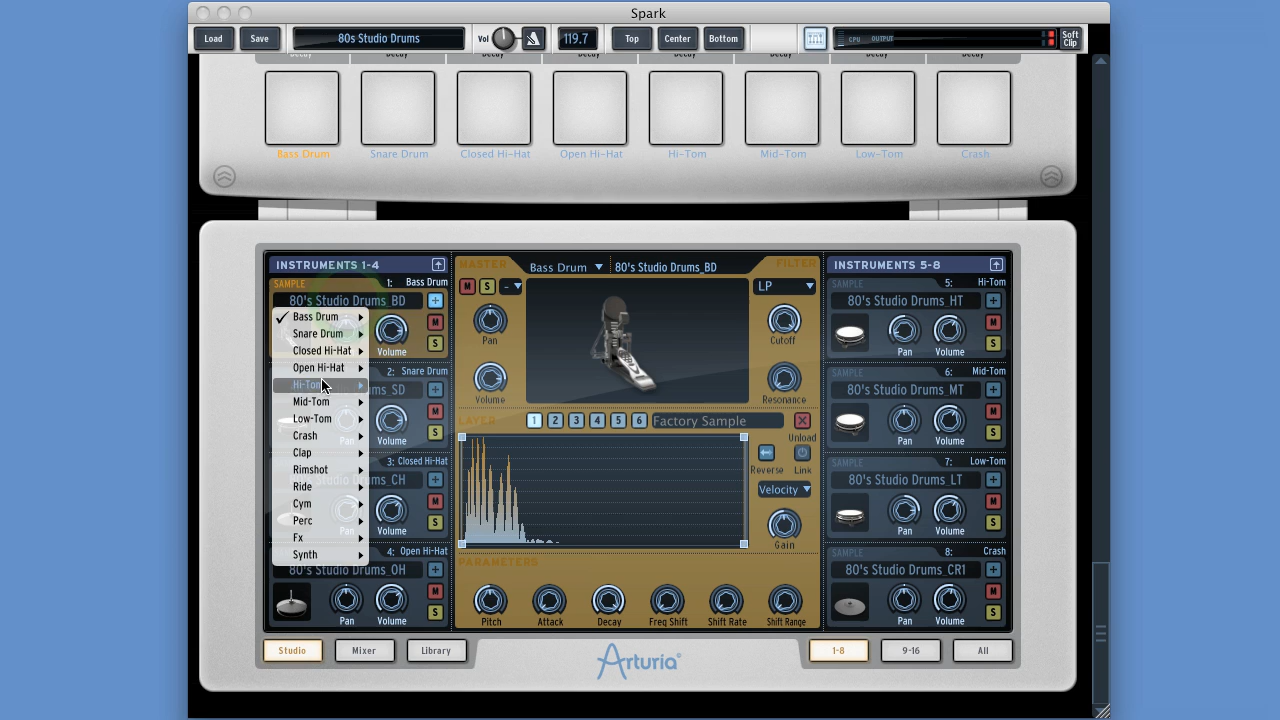 Spark
Load Save 80s Studio Drums Vol 119.7 Top Center Bottom CPU OUTPUT Soft Clip
Decay Decay Decay Decay Decay Decay Decay Decay
Bass Drum Snare Drum Closed Hi-Hat Open Hi-Hat Hi-Tom Mid-Tom Low-Tom Crash
INSTRUMENTS 1-4
SAMPLE 1: Bass Drum
80's Studio Drums_BD +
Volume M S
Bass Drum
Snare Drum
Closed Hi-Hat
Open Hi-Hat
Hi-Tom
Mid-Tom
Low-Tom
Crash
Clap
Rimshot
Ride
Cym
Perc
Fx
Synth
2: Snare Drum
ms_SD +
Pan Volume M S
3: Closed Hi-Hat
ms_CH +
Pan Volume M S
4: Open Hi-Hat
80's Studio Drums_OH +
Pan Volume M S
MASTER Bass Drum 80's Studio Drums_BD FILTER
M S - LP
Pan Cutoff
Volume Resonance
LAYER 1 2 3 4 5 6 Factory Sample X
Unload
Reverse Link
Velocity
Gain
PARAMETERS
Pitch Attack Decay Freq Shift Shift Rate Shift Range
INSTRUMENTS 5-8
SAMPLE 5: Hi-Tom
80's Studio Drums_HT +
Pan Volume M S
SAMPLE 6: Mid-Tom
80's Studio Drums_MT +
Pan Volume M S
SAMPLE 7: Low-Tom
80's Studio Drums_LT +
Pan Volume M S
SAMPLE 8: Crash
80's Studio Drums_CR1 +
Pan Volume M S
Studio Mixer Library Arturia 1-8 9-16 All